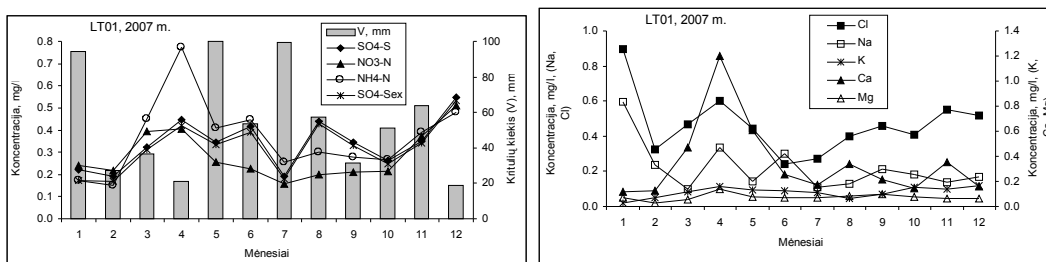 LT01, 2007 m.
V, mm
SO4-S
NO3-N
NH4-N
SO4-Sex
Koncentracija, mg/l
0.8
0.7
0.6
0.5
0.4
0.3
0.2
0.1
0.0
100
80
60
40
20
0
Kritulių kiekis (V), mm
1 2 3 4 5 6 7 8 9 10 11 12
Mėnesiai
LT01, 2007 m.
Cl
Na
K
Ca
Mg
Koncentracija, mg/l, (Na,
Cl)
1.0
0.8
0.6
0.4
0.2
0.0
1.4
1.2
1.0
0.8
0.6
0.4
0.2
0.0
Koncentracija, mg/l, (K,
1 2 3 4 5 6 7 8 9 10 11 12
Mėnesiai